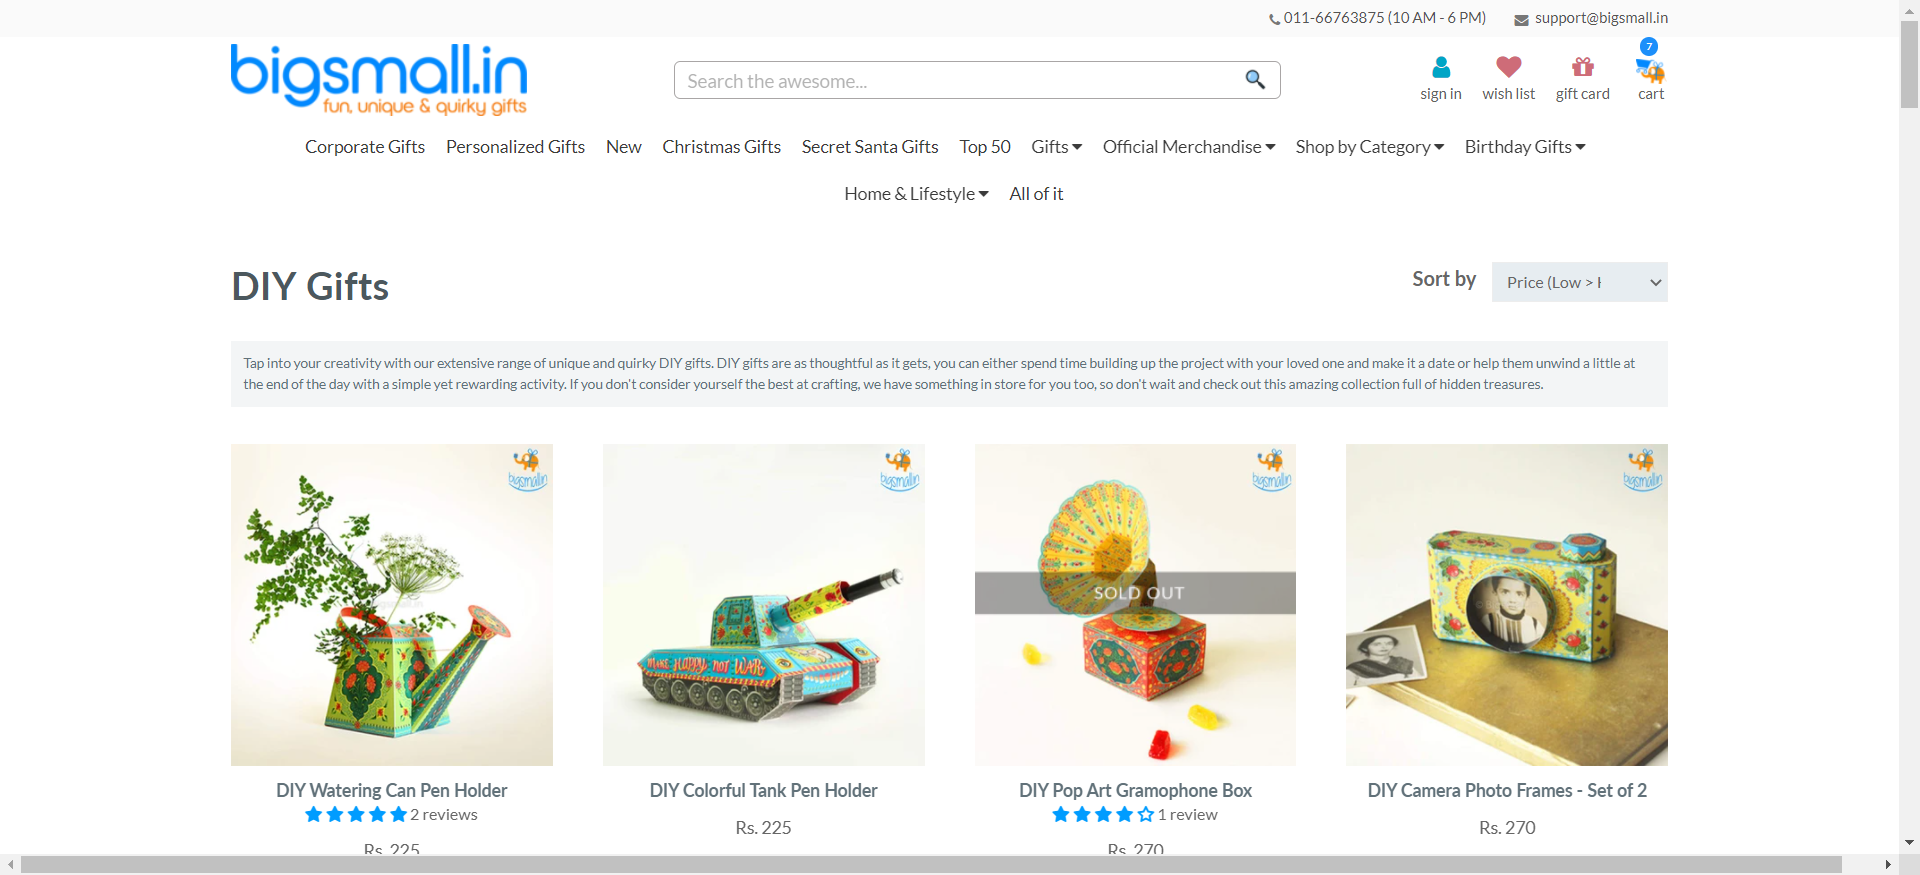 011-66763875 (10 AM - 6 PM) support@bigsmall.in
bigsmall.in
fun, unique & quirky gifts
Search the awesome...
7
sign in wish list gift card cart
Corporate Gifts Personalized Gifts New Christmas Gifts Secret Santa Gifts Top 50 Gifts Official Merchandise Shop by Category Birthday Gifts
Home & Lifestyle All of it
DIY Gifts
Sort by Price (Low >
Tap into your creativity with our extensive range of unique and quirky DIY gifts. DIY gifts are as thoughtful as it gets, you can either spend time building up the project with your loved one and make it a date or help them unwind a little at
the end of the day with a simple yet rewarding activity. If you don't consider yourself the best at crafting, we have something in store for you too, so don't wait and check out this amazing collection full of hidden treasures.
bigsmall.in bigsmall.in bigsmall.in bigsmall.in
SOLD OUT
MAKE HAPPY NOT WAR
DIY Watering Can Pen Holder
2 reviews
Rs. 225
DIY Colorful Tank Pen Holder
Rs. 225
DIY Pop Art Gramophone Box
1 review
Rs. 270
DIY Camera Photo Frames - Set of 2
Rs. 270